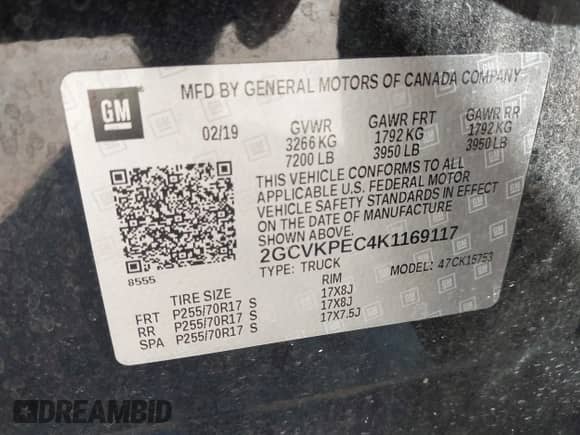 MFD BY GENERAL MOTORS OF CANADA COMPANY
GM
02/19 GVWR GAWR FRT GAWR RR
3266 KG 1792 KG 1792 KG
7200 LB 3950 LB 3950 LB
THIS VEHICLE CONFORMS TO ALL
APPLICABLE U.S. FEDERAL MOTOR
VEHICLE SAFETY STANDARDS IN EFFECT
ON THE DATE OF MANUFACTURE
SHOWN ABOVE.
2GCVKPEC4K1169117
8555 TYPE: TRUCK MODEL: 47CK15753
TIRE SIZE RIM
FRT P255/70R17 S 17X8J
RR P255/70R17 S 17X8J
SPA P255/70R17 S 17X7.5J
DREAMBID